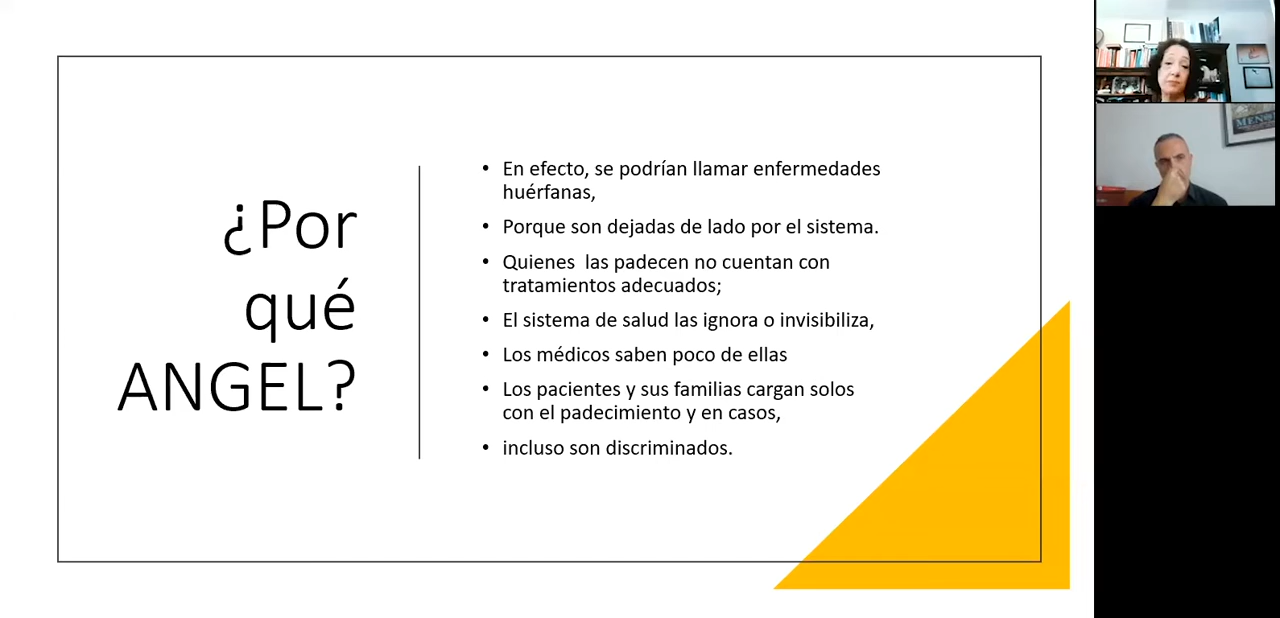 ¿Por
qué
ANGEL?
• En efecto, se podrían llamar enfermedades
huérfanas,
• Porque son dejadas de lado por el sistema.
• Quienes  las padecen no cuentan con
tratamientos adecuados;
• El sistema de salud las ignora o invisibiliza,
• Los médicos saben poco de ellas
• Los pacientes y sus familias cargan solos
con el padecimiento y en casos,
• incluso son discriminados.